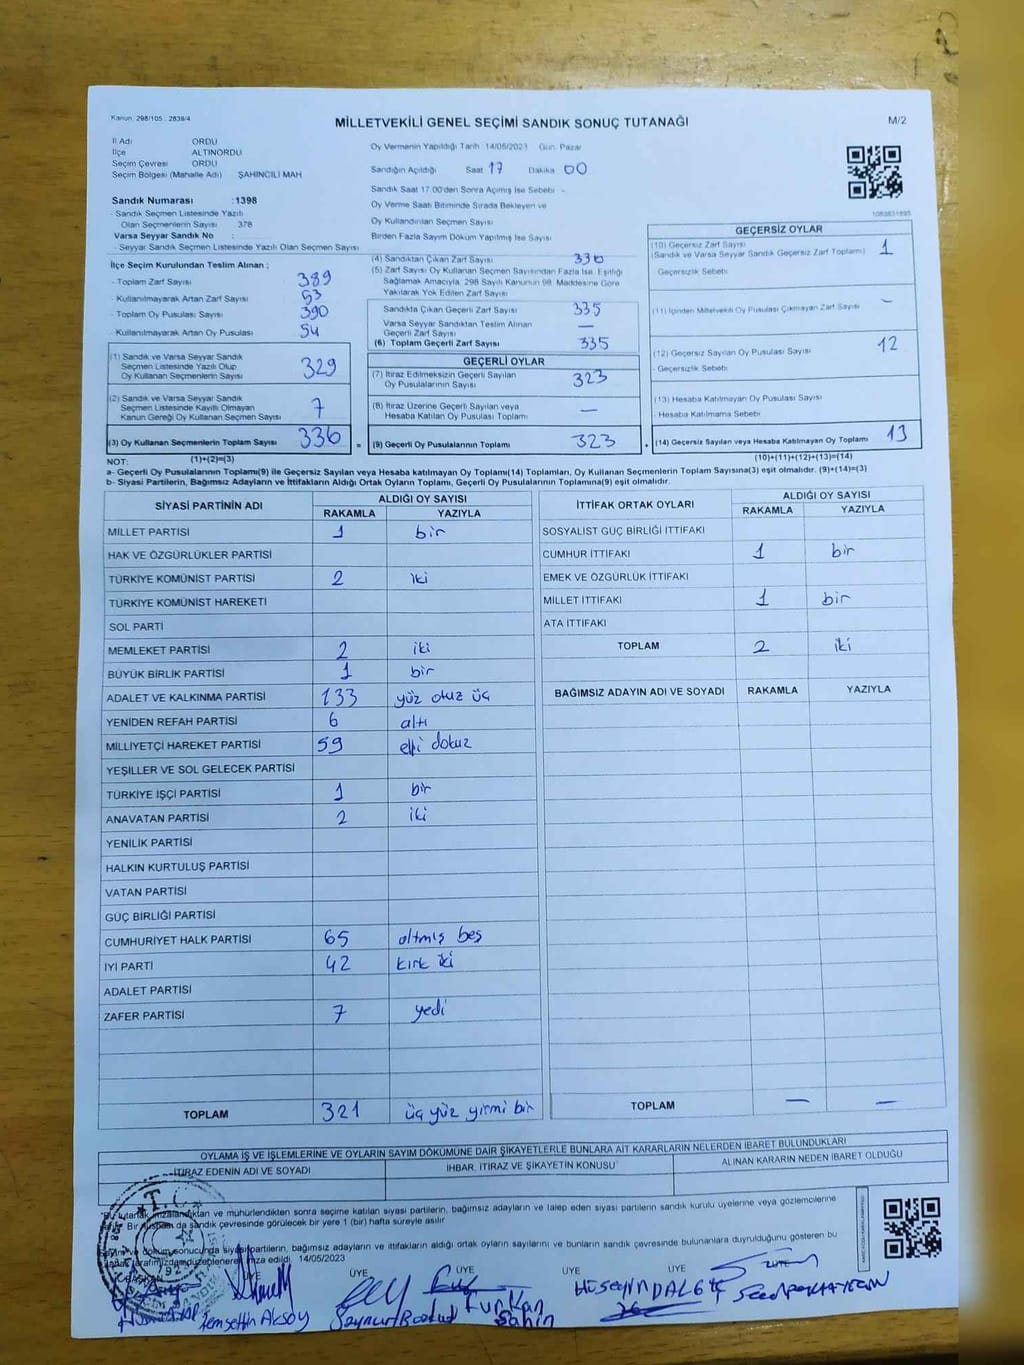 Kanun. 298/105 , 2839/4
MİLLETVEKİLİ GENEL SEÇİMİ SANDIK SONUÇ TUTANAĞI
M/2
İl Adı ORDU
İlçe ALTINORDU
Seçim Çevresi ORDU
Seçim Bölgesi (Mahalle Adı) ŞAHİNCİLİ MAH
Oy Vermenin Yapıldığı Tarih 14/05/2023 Gün. Pazar
Sandığın Açıldığı Saat 17 Dakika 00
Sandık Saat 17.00'den Sonra Açımış İse Sebebi -
Oy Verme Saati Bitiminde Sırada Bekleyen ve
Oy Kullandırılan Seçmen Sayısı
Birden Fazla Sayım Döküm Yapılmış İse Sayısı
Sandık Numarası :1398
- Sandık Seçmen Listesinde Yazılı
Olan Seçmenlerin Sayısı 378
Varsa Seyyar Sandık No :
- Seyyar Sandık Seçmen Listesinde Yazılı Olan Seçmen Sayısı
İlçe Seçim Kurulundan Teslim Alınan ;
- Toplam Zarf Sayısı 389
- Kullanılmayarak Artan Zarf Sayısı 53
- Toplam Oy Pusulası Sayısı 390
- Kullanılmayarak Artan Oy Pusulası 54
(1) Sandık ve Varsa Seyyar Sandık
Seçmen Listesinde Yazılı Olup
Oy Kullanan Seçmenlerin Sayısı 329
(2) Sandık ve Varsa Seyyar Sandık
Seçmen Listesinde Kayıtlı Olmayan
Kanun Gereği Oy Kullanan Seçmen Sayısı 7
(3) Oy Kullanan Seçmenlerin Toplam Sayısı 336 =
(1)+(2)=(3)
(4) Sandıktan Çıkan Zarf Sayısı 336
(5) Zarf Sayısı Oy Kullanan Seçmen Sayısından Fazla İse, Eşitliği
Sağlamak Amacıyla, 298 Sayılı Kanunun 98. Maddesine Göre
Yakılarak Yok Edilen Zarf Sayısı
Sandıkta Çıkan Geçerli Zarf Sayısı 335
Varsa Seyyar Sandıktan Teslim Alınan
Geçerli Zarf Sayısı —
(6) Toplam Geçerli Zarf Sayısı 335
GEÇERLİ OYLAR
(7) İtiraz Edilmeksizin Geçerli Sayılan
Oy Pusulalarının Sayısı 323
(8) İtiraz Üzerine Geçerli Sayılan veya
Hesaba Katılan Oy Pusulası Sayısı —
(9) Geçerli Oy Pusulalarının Toplamı 323 +
GEÇERSİZ OYLAR
(10) Geçersiz Zarf Sayısı
(Sandık ve Varsa Seyyar Sandık Geçersiz Zarf Toplamı) 1
Geçersizlik Sebebi
(11) İçinden Milletvekili Oy Pusulası Çıkmayan Zarf Sayısı -
(12) Geçersiz Sayılan Oy Pusulası Sayısı 12
- Geçersizlik Sebebi
(13) Hesaba Katılmayan Oy Pusulası Sayısı
- Hesaba Katılmama Sebebi
(14) Geçersiz Sayılan veya Hesaba Katılmayan Oy Toplamı 13
(10)+(11)+(12)+(13)=(14)
NOT:
a- Geçerli Oy Pusulalarının Toplamı(9) ile Geçersiz Sayılan veya Hesaba katılmayan Oy Toplamı(14) Toplamları, Oy Kullanan Seçmenlerin Toplam Sayısına(3) eşit olmalıdır. (9)+(14)=(3)
b- Siyasi Partilerin, Bağımsız Adayların ve İttifakların Aldığı Ortak Oyların Toplamı, Geçerli Oy Pusulalarının Toplamına(9) eşit olmalıdır.
SİYASİ PARTİNİN ADI ALDIĞI OY SAYISI
RAKAMLA YAZIYLA
MİLLET PARTİSİ 1 bir
HAK VE ÖZGÜRLÜKLER PARTİSİ
TÜRKİYE KOMÜNİST PARTİSİ 2 iki
TÜRKİYE KOMÜNİST HAREKETİ
SOL PARTİ
MEMLEKET PARTİSİ 2 iki
BÜYÜK BİRLİK PARTİSİ 1 bir
ADALET VE KALKINMA PARTİSİ 133 yüz otuz üç
YENİDEN REFAH PARTİSİ 6 altı
MİLLİYETÇİ HAREKET PARTİSİ 59 elli dokuz
YEŞİLLER VE SOL GELECEK PARTİSİ
TÜRKİYE İŞÇİ PARTİSİ 1 bir
ANAVATAN PARTİSİ 2 iki
YENİLİK PARTİSİ
HALKIN KURTULUŞ PARTİSİ
VATAN PARTİSİ
GÜÇ BİRLİĞİ PARTİSİ
CUMHURİYET HALK PARTİSİ 65 altmış beş
İYİ PARTİ 42 kırk iki
ADALET PARTİSİ
ZAFER PARTİSİ 7 yedi
TOPLAM 321 üç yüz yirmi bir
İTTİFAK ORTAK OYLARI ALDIĞI OY SAYISI
RAKAMLA YAZIYLA
SOSYALİST GÜÇ BİRLİĞİ İTTİFAKI
CUMHUR İTTİFAKI 1 bir
EMEK VE ÖZGÜRLÜK İTTİFAKI
MİLLET İTTİFAKI 1 bir
ATA İTTİFAKI
TOPLAM 2 iki
BAĞIMSIZ ADAYIN ADI VE SOYADI RAKAMLA YAZIYLA
TOPLAM — —
OYLAMA İŞ VE İŞLEMLERİNE VE OYLARIN SAYIM DÖKÜMÜNE DAİR ŞİKAYETLERLE BUNLARA AİT KARARLARIN NELERDEN İBARET BULUNDUKLARI
İTİRAZ EDENİN ADI VE SOYADI
İHBAR, İTİRAZ VE ŞİKAYETİN KONUSU
ALINAN KARARIN NEDEN İBARET OLDUĞU
mühürlendikten sonra seçime katılan siyasi partilerin, bağımsız adayların ve talep eden siyasi partilerin sandık kurulu üyelerine veya gözlemcilerine
Bir da sandık çevresinde görülecek bir yere 1 (bir) hafta süreyle asılır
döküm sonucunda siyasi partilerin, bağımsız adayların ve ittifakların aldığı ortak oyların sayılarını ve bunların sandık çevresinde bulunanlara duyrulduğunu gösteren bu
düzenlenerek imza edildi. 14/05/2023
T.C.
BAŞKAN ÜYE ÜYE ÜYE ÜYE ÜYE
Şemsettin Aksoy
Furkan
Şahin
HÜSEYİN DALGIÇ